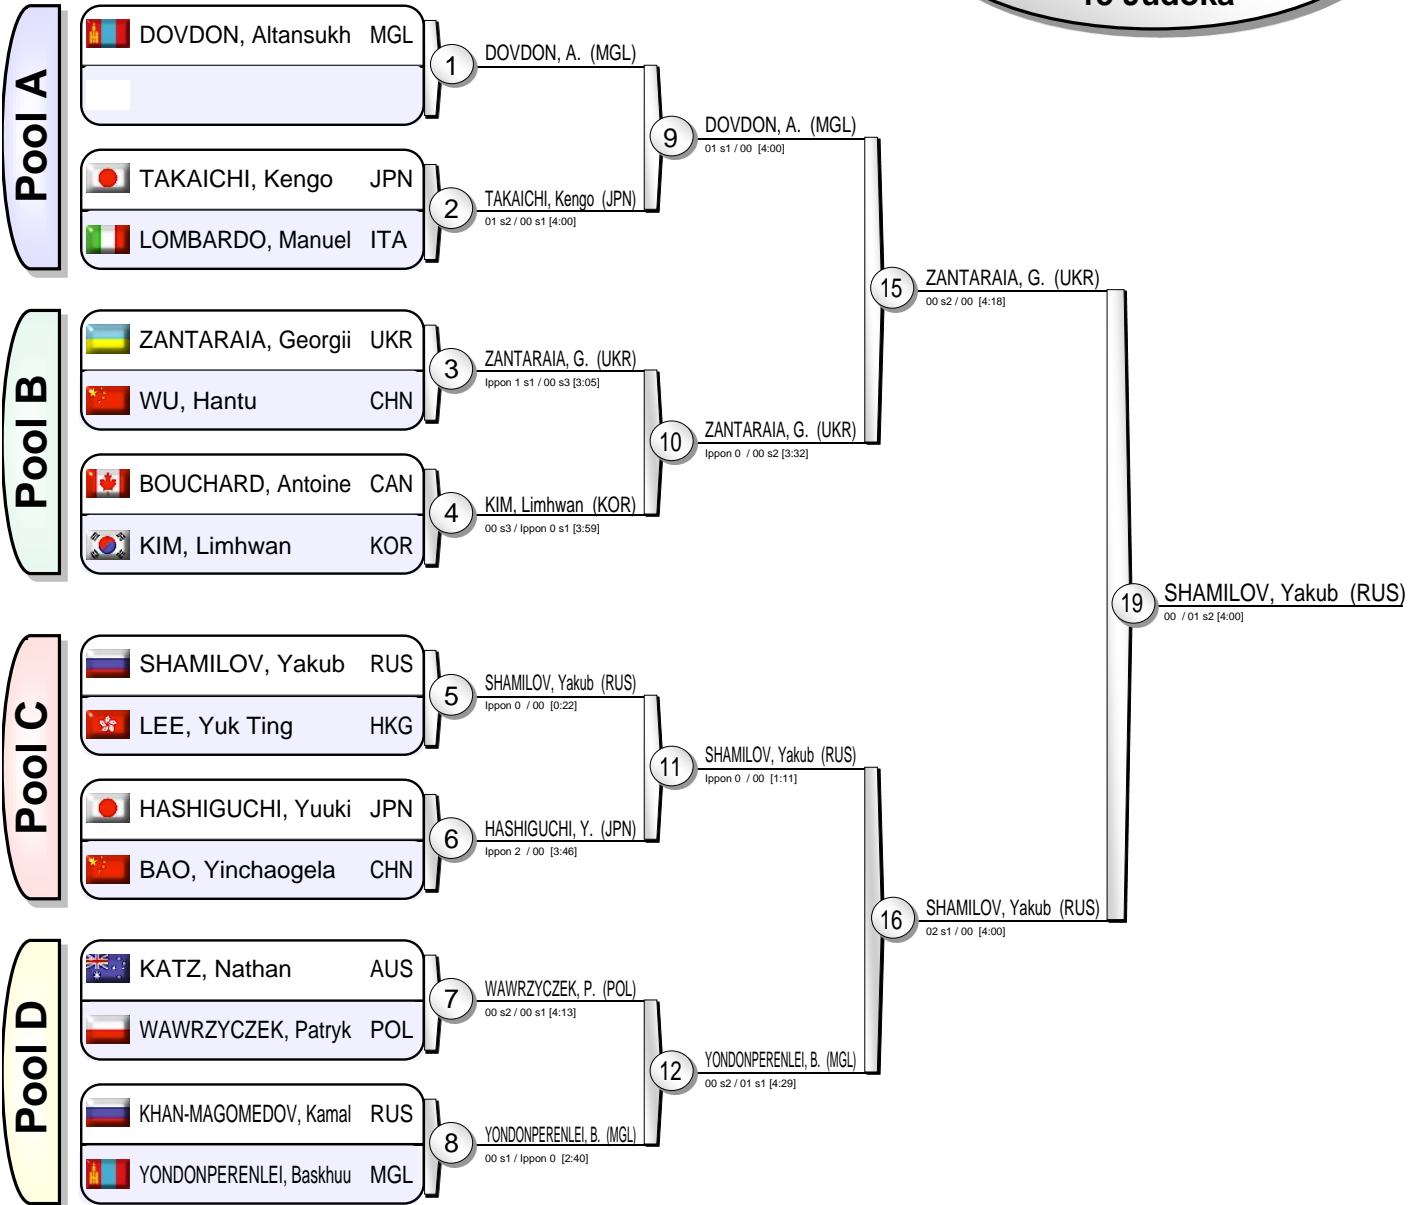 Pool A
DOVDON, Altansukh MGL
TAKAICHI, Kengo JPN
LOMBARDO, Manuel ITA
Pool B
ZANTARAIA, Georgii UKR
WU, Hantu CHN
BOUCHARD, Antoine CAN
KIM, Limhwan KOR
Pool C
SHAMILOV, Yakub RUS
LEE, Yuk Ting HKG
HASHIGUCHI, Yuuki JPN
BAO, Yinchaogela CHN
Pool D
KATZ, Nathan AUS
WAWRZYCZEK, Patryk POL
KHAN-MAGOMEDOV, Kamal RUS
YONDONPERENLEI, Baskhuu MGL
1
DOVDON, A. (MGL)
2
TAKAICHI, Kengo (JPN)
01 s2 / 00 s1 [4:00]
3
ZANTARAIA, G. (UKR)
Ippon 1 s1 / 00 s3 [3:05]
4
KIM, Limhwan (KOR)
00 s3 / Ippon 0 s1 [3:59]
5
SHAMILOV, Yakub (RUS)
Ippon 0 / 00 [0:22]
6
HASHIGUCHI, Y. (JPN)
Ippon 2 / 00 [3:46]
7
WAWRZYCZEK, P. (POL)
00 s2 / 00 s1 [4:13]
8
YONDONPERENLEI, B. (MGL)
00 s1 / Ippon 0 [2:40]
9
DOVDON, A. (MGL)
01 s1 / 00 [4:00]
10
ZANTARAIA, G. (UKR)
Ippon 0 / 00 s2 [3:32]
11
SHAMILOV, Yakub (RUS)
Ippon 0 / 00 [1:11]
12
YONDONPERENLEI, B. (MGL)
00 s2 / 01 s1 [4:29]
15
ZANTARAIA, G. (UKR)
00 s2 / 00 [4:18]
16
SHAMILOV, Yakub (RUS)
02 s1 / 00 [4:00]
19
SHAMILOV, Yakub (RUS)
00 / 01 s2 [4:00]